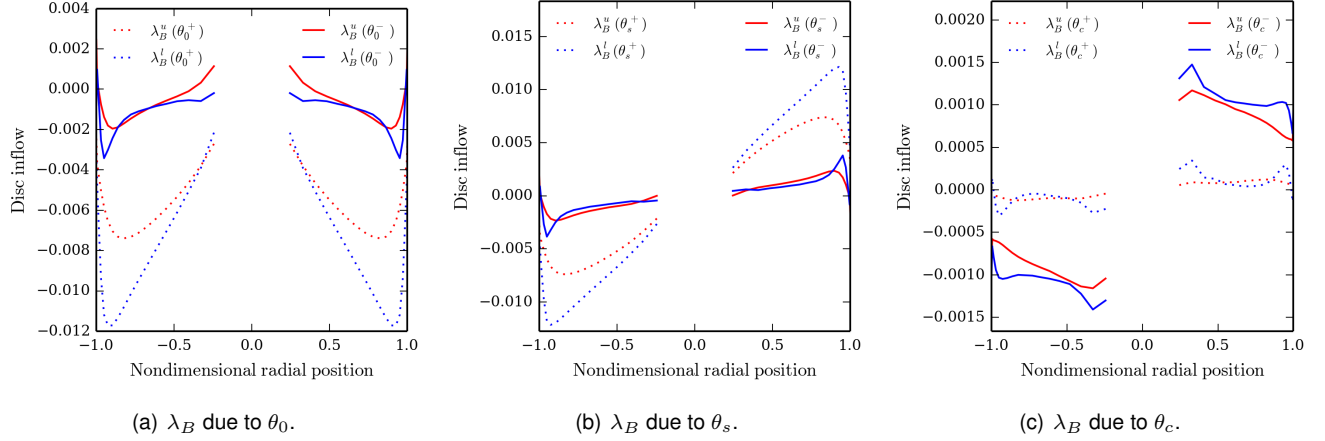 0.004
0.002
0.000
−0.002
−0.004
−0.006
−0.008
−0.010
−0.012
Disc inflow
λ_B^u(θ_0^+)
λ_B^l(θ_0^+)
λ_B^u(θ_0^−)
λ_B^l(θ_0^−)
−1.0 −0.5 0.0 0.5 1.0
Nondimensional radial position
(a) λ_B due to θ_0.
0.015
0.010
0.005
0.000
−0.005
−0.010
Disc inflow
λ_B^u(θ_s^+)
λ_B^l(θ_s^+)
λ_B^u(θ_s^−)
λ_B^l(θ_s^−)
−1.0 −0.5 0.0 0.5 1.0
Nondimensional radial position
(b) λ_B due to θ_s.
0.0020
0.0015
0.0010
0.0005
0.0000
−0.0005
−0.0010
−0.0015
Disc inflow
λ_B^u(θ_c^+)
λ_B^l(θ_c^+)
λ_B^u(θ_c^−)
λ_B^l(θ_c^−)
−1.0 −0.5 0.0 0.5 1.0
Nondimensional radial position
(c) λ_B due to θ_c.